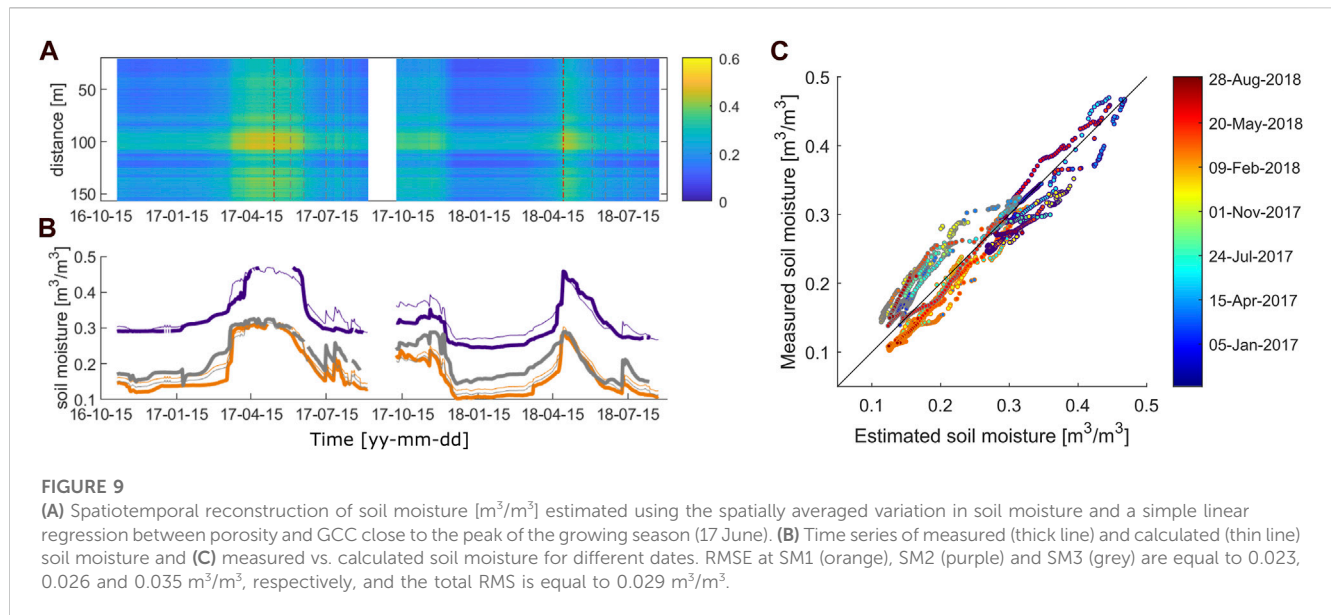 A
distance [m]
50
100
150
16-10-15 17-01-15 17-04-15 17-07-15 17-10-15 18-01-15 18-04-15 18-07-15
0.6
0.4
0.2
0
B
soil moisture [m³/m³]
0.5
0.4
0.3
0.2
0.1
16-10-15 17-01-15 17-04-15 17-07-15 17-10-15 18-01-15 18-04-15 18-07-15
Time [yy-mm-dd]
C
Measured soil moisture [m³/m³]
0.5
0.4
0.3
0.2
0.1
0.1 0.2 0.3 0.4 0.5
Estimated soil moisture [m³/m³]
28-Aug-2018
20-May-2018
09-Feb-2018
01-Nov-2017
24-Jul-2017
15-Apr-2017
05-Jan-2017
FIGURE 9
(A) Spatiotemporal reconstruction of soil moisture [m³/m³] estimated using the spatially averaged variation in soil moisture and a simple linear
regression between porosity and GCC close to the peak of the growing season (17 June). (B) Time series of measured (thick line) and calculated (thin line)
soil moisture and (C) measured vs. calculated soil moisture for different dates. RMSE at SM1 (orange), SM2 (purple) and SM3 (grey) are equal to 0.023,
0.026 and 0.035 m³/m³, respectively, and the total RMS is equal to 0.029 m³/m³.